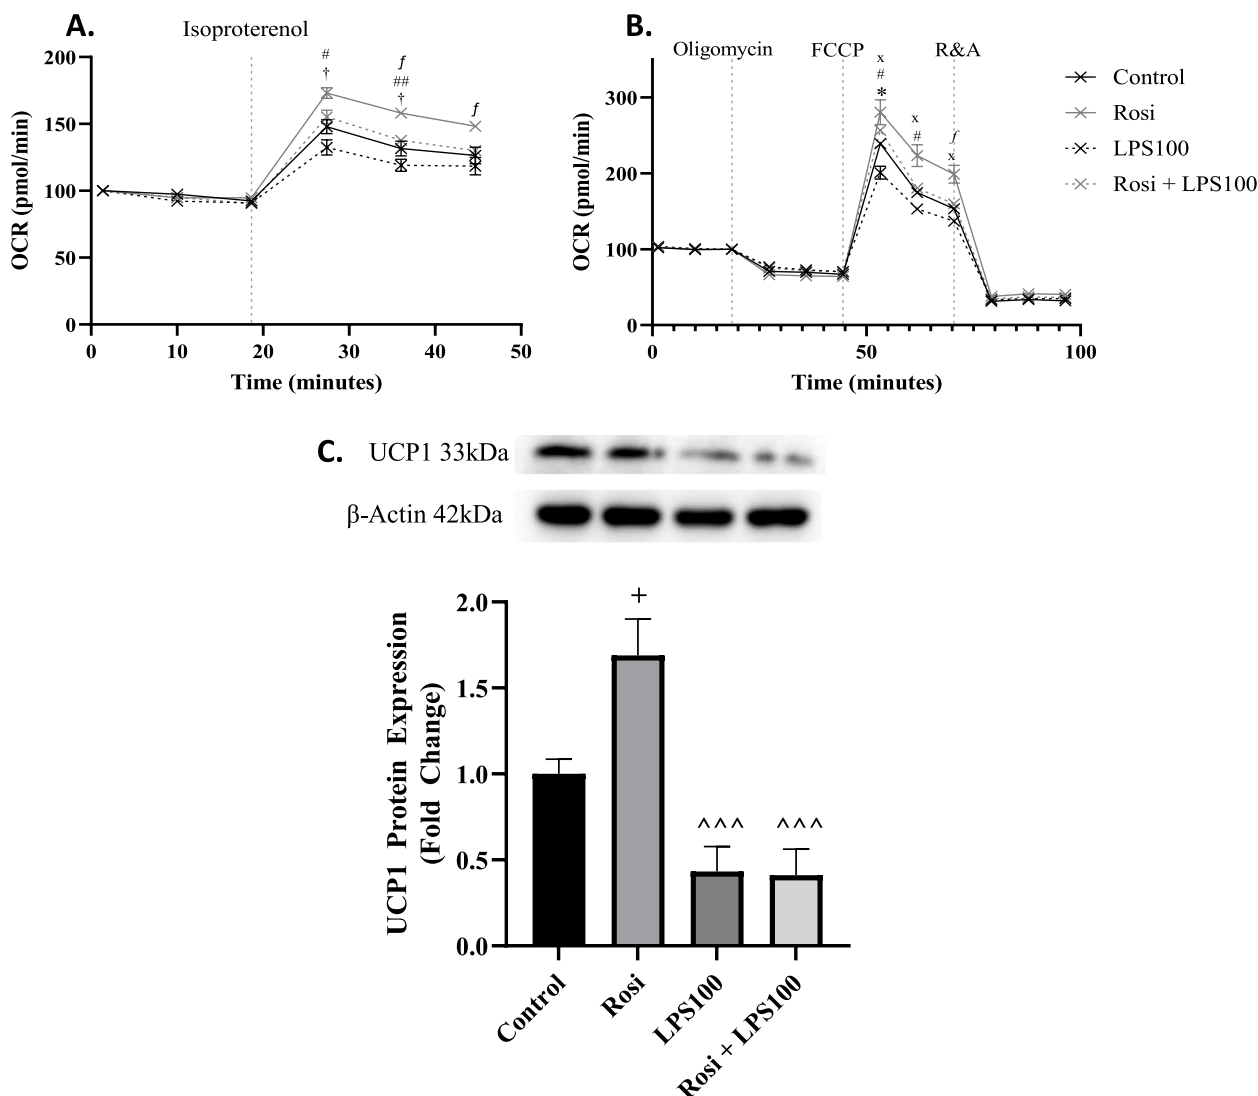 A.
Isoproterenol
#
†
ƒ
##
†
ƒ
200
150
100
50
0
OCR (pmol/min)
0 10 20 30 40 50
Time (minutes)
B.
Oligomycin FCCP R&A
x
#
*
x
#
ƒ
x
300
200
100
0
OCR (pmol/min)
0 50 100
Time (minutes)
Control
Rosi
LPS100
Rosi + LPS100
C.
UCP1 33kDa
β-Actin 42kDa
UCP1 Protein Expression
(Fold Change)
2.0
1.5
1.0
0.5
0.0
+
^^^ ^^^
Control
Rosi
LPS100
Rosi + LPS100